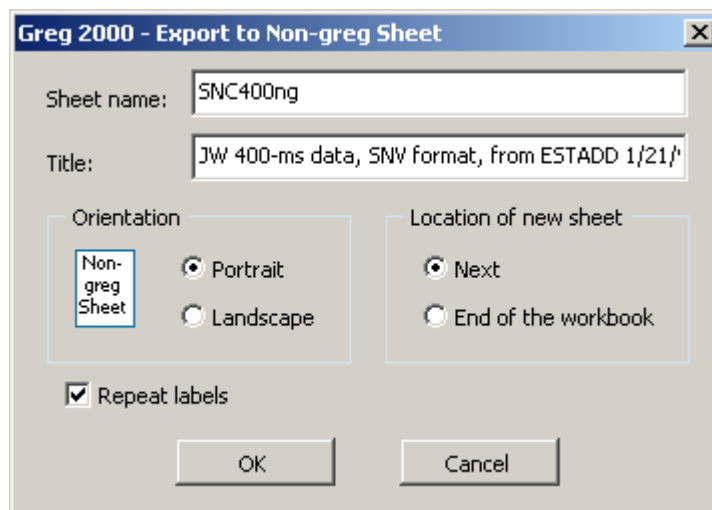 Greg 2000 - Export to Non-greg Sheet
Sheet name: SNC400ng
Title: JW 400-ms data, SNV format, from ESTADD 1/21/
Orientation
Non-
greg
Sheet
Portrait
Landscape
Location of new sheet
Next
End of the workbook
Repeat labels
OK Cancel